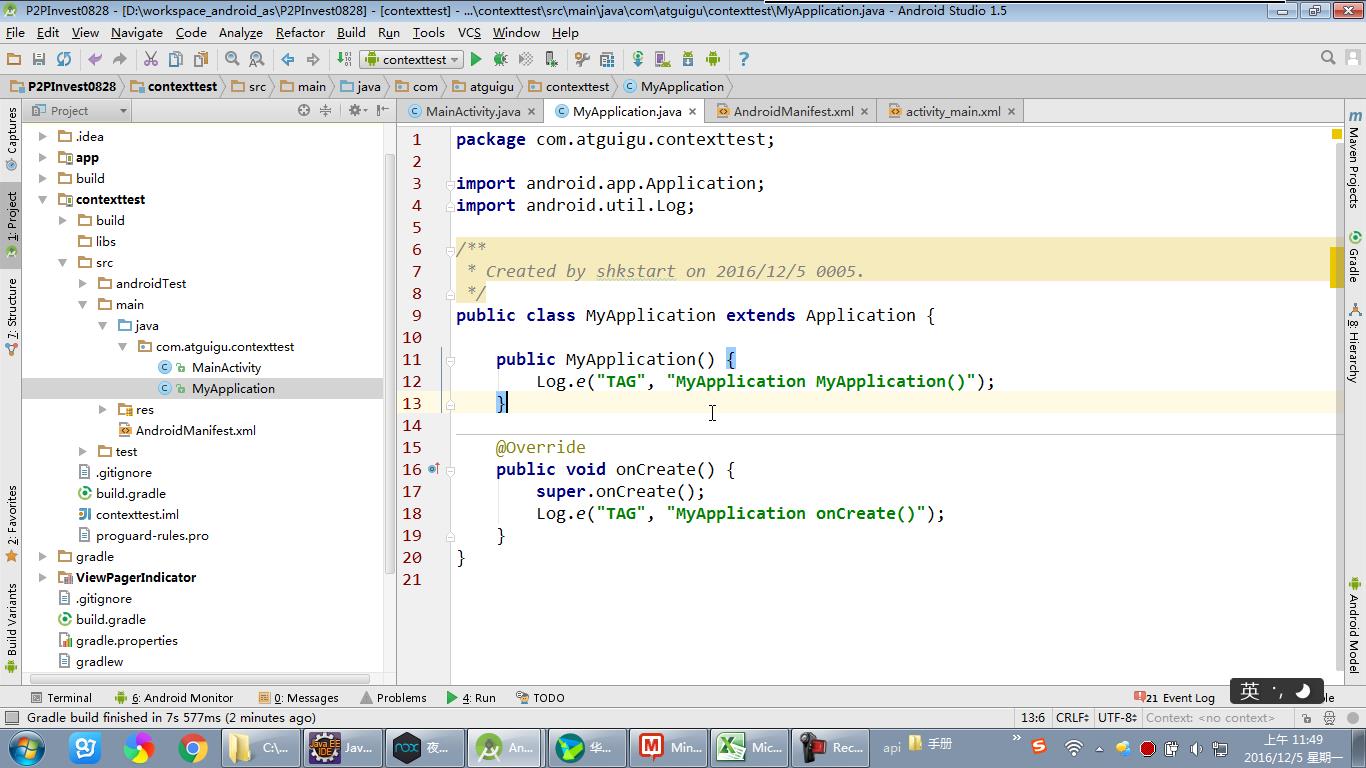 P2PInvest0828 - [D:\workspace_android_as\P2PInvest0828] - [contexttest] - ...\contexttest\src\main\java\com\atguigu\contexttest\MyApplication.java - Android Studio 1.5
File Edit View Navigate Code Analyze Refactor Build Run Tools VCS Window Help
contexttest
P2PInvest0828 contexttest src main java com atguigu contexttest MyApplication
Project
MainActivity.java MyApplication.java AndroidManifest.xml activity_main.xml
Captures
1: Project
7: Structure
2: Favorites
Build Variants
.idea
app
build
contexttest
build
libs
src
androidTest
main
java
com.atguigu.contexttest
MainActivity
MyApplication
res
AndroidManifest.xml
test
.gitignore
build.gradle
contexttest.iml
proguard-rules.pro
gradle
ViewPagerIndicator
.gitignore
build.gradle
gradle.properties
gradlew
1 package com.atguigu.contexttest;
2
3 import android.app.Application;
4 import android.util.Log;
5
6 /**
7 * Created by shkstart on 2016/12/5 0005.
8 */
9 public class MyApplication extends Application {
10
11 public MyApplication() {
12 Log.e("TAG", "MyApplication MyApplication()");
13 }
14
15 @Override
16 public void onCreate() {
17 super.onCreate();
18 Log.e("TAG", "MyApplication onCreate()");
19 }
20 }
21
Maven Projects
Gradle
8: Hierarchy
Android Model
Terminal 6: Android Monitor 0: Messages Problems 4: Run TODO 21 Event Log
英
Gradle build finished in 7s 577ms (2 minutes ago) 13:6 CRLF UTF-8 Context: <no context>
C:\... Jav... 夜... An... 华... Min... Mic... Rec... api 手册
上午 11:49
2016/12/5 星期一